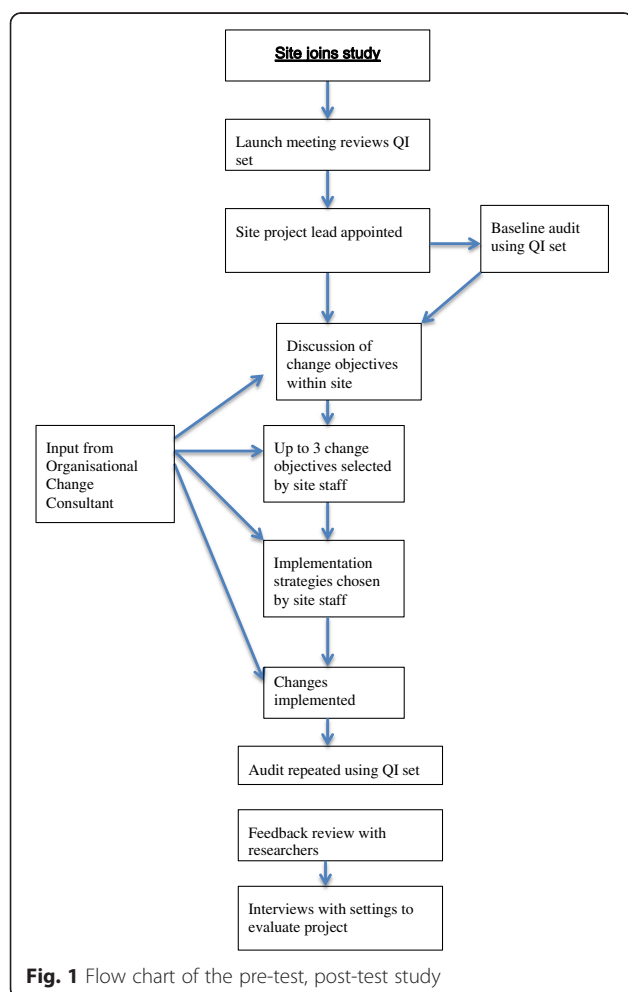 Site joins study
Launch meeting reviews QI
set
Site project lead appointed
Baseline audit
using QI set
Discussion of
change objectives
within site
Input from
Organisational
Change
Consultant
Up to 3 change
objectives selected
by site staff
Implementation
strategies chosen
by site staff
Changes
implemented
Audit repeated using QI set
Feedback review with
researchers
Interviews with settings to
evaluate project
Fig. 1 Flow chart of the pre-test, post-test study